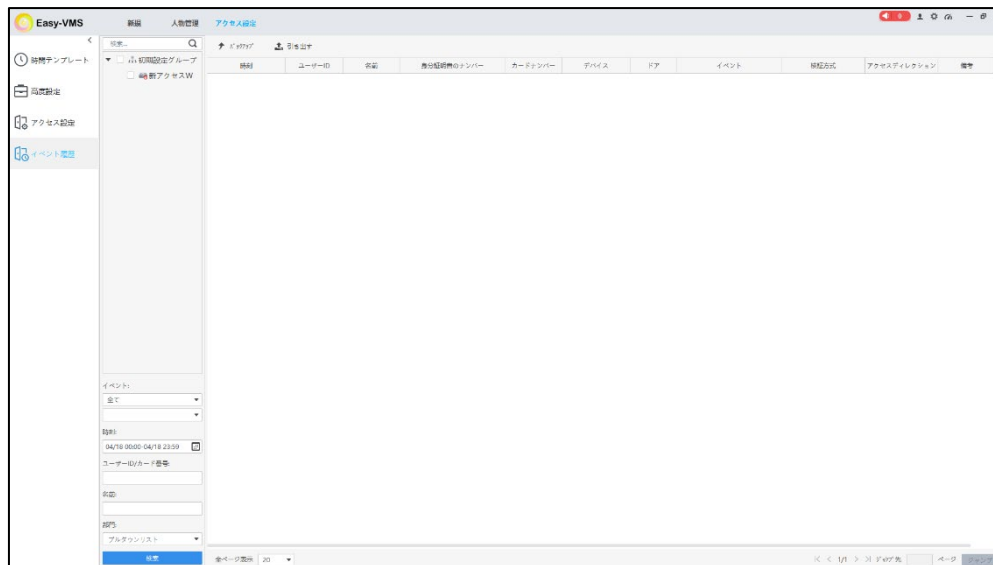 Easy-VMS
新編
人物管理
アクセス設定
0
時間テンプレート
高度設定
アクセス設定
イベント履歴
検索...
初期設定グループ
新アクセスW
イベント:
全て
時刻:
04/18 00:00-04/18 23:59
ユーザーID/カード番号:
名前:
部門:
プルダウンリスト
検索
バックアップ 引き出す
時刻 ユーザーID 名前 身分証明書のナンバー カードナンバー デバイス ドア イベント 検証方式 アクセスディレクション 備考
全ページ表示 20
1/1 ページ